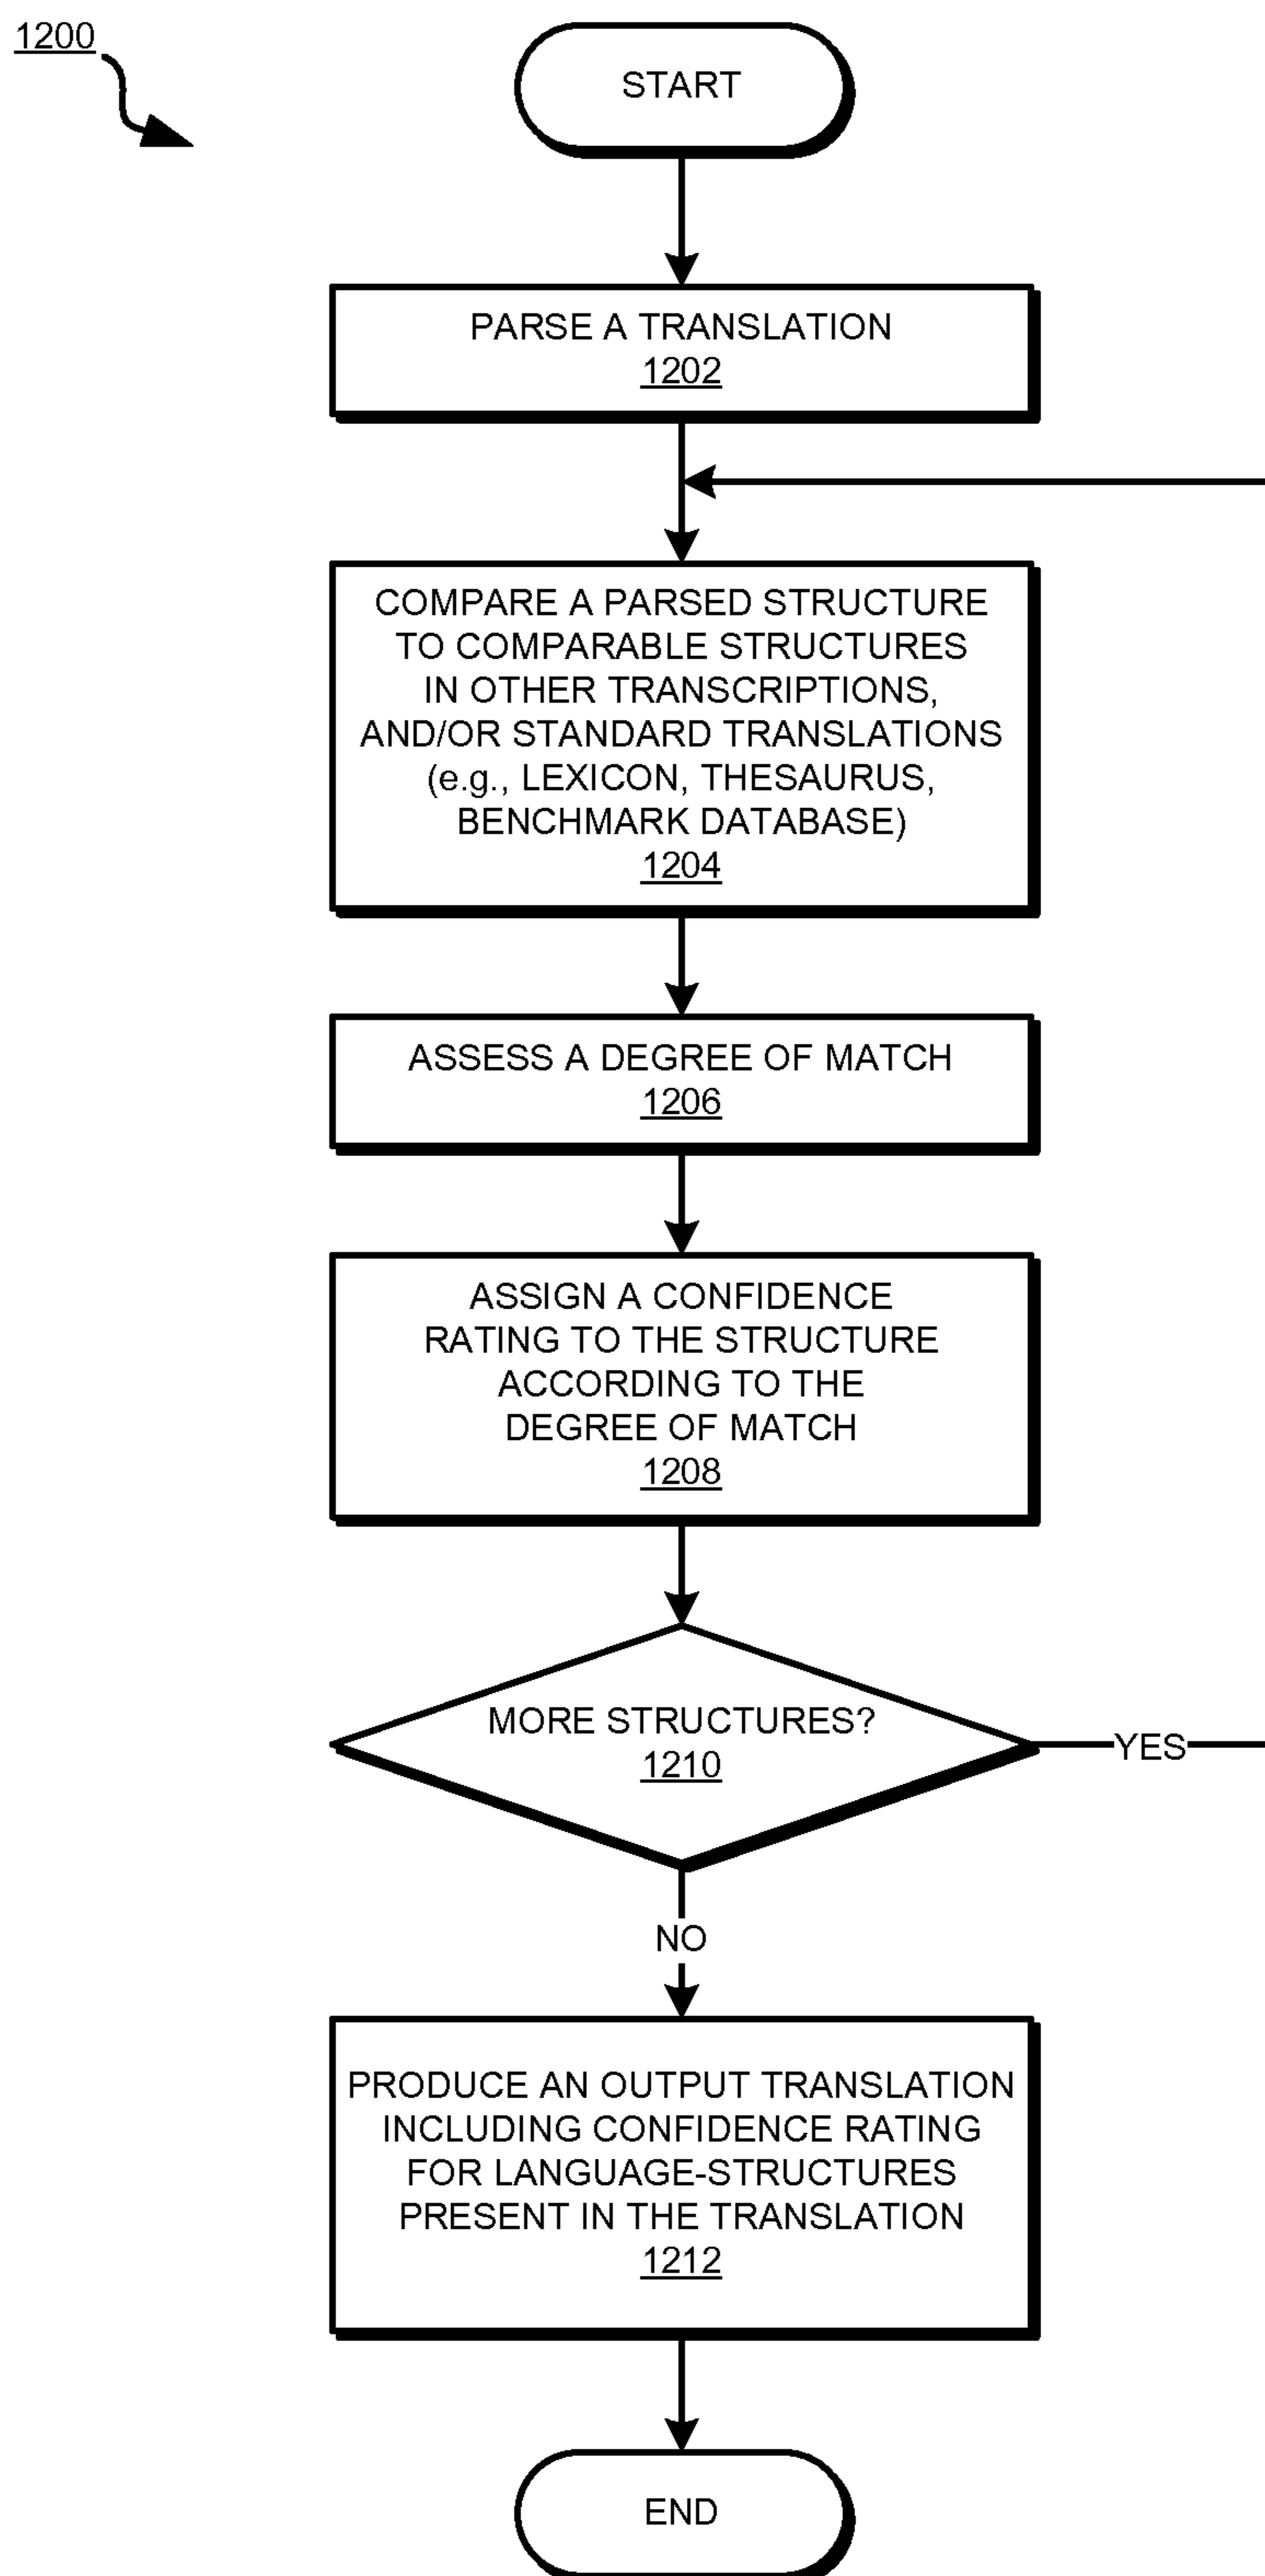 1200
START
PARSE A TRANSLATION
1202
COMPARE A PARSED STRUCTURE
TO COMPARABLE STRUCTURES
IN OTHER TRANSCRIPTIONS,
AND/OR STANDARD TRANSLATIONS
(e.g., LEXICON, THESAURUS,
BENCHMARK DATABASE)
1204
ASSESS A DEGREE OF MATCH
1206
ASSIGN A CONFIDENCE
RATING TO THE STRUCTURE
ACCORDING TO THE
DEGREE OF MATCH
1208
MORE STRUCTURES?
1210
YES
NO
PRODUCE AN OUTPUT TRANSLATION
INCLUDING CONFIDENCE RATING
FOR LANGUAGE-STRUCTURES
PRESENT IN THE TRANSLATION
1212
END